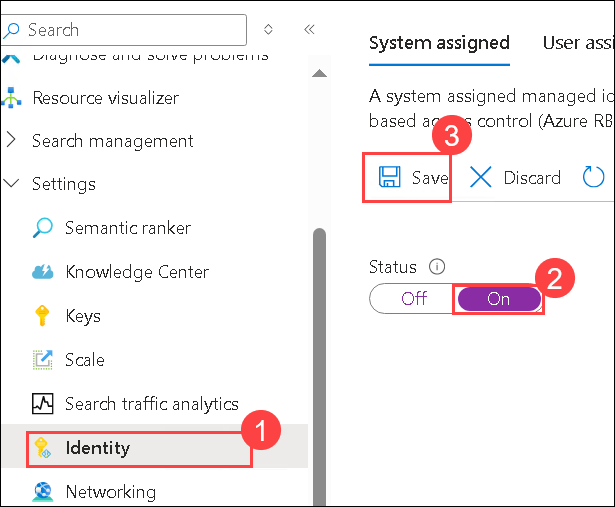 Search
Diagnose and solve problems
Resource visualizer
Search management
Settings
Semantic ranker
Knowledge Center
Keys
Scale
Search traffic analytics
1
Identity
Networking
System assigned
User assi
A system assigned managed id
based access control (Azure RB
3
Save
Discard
Status
Off
On
2